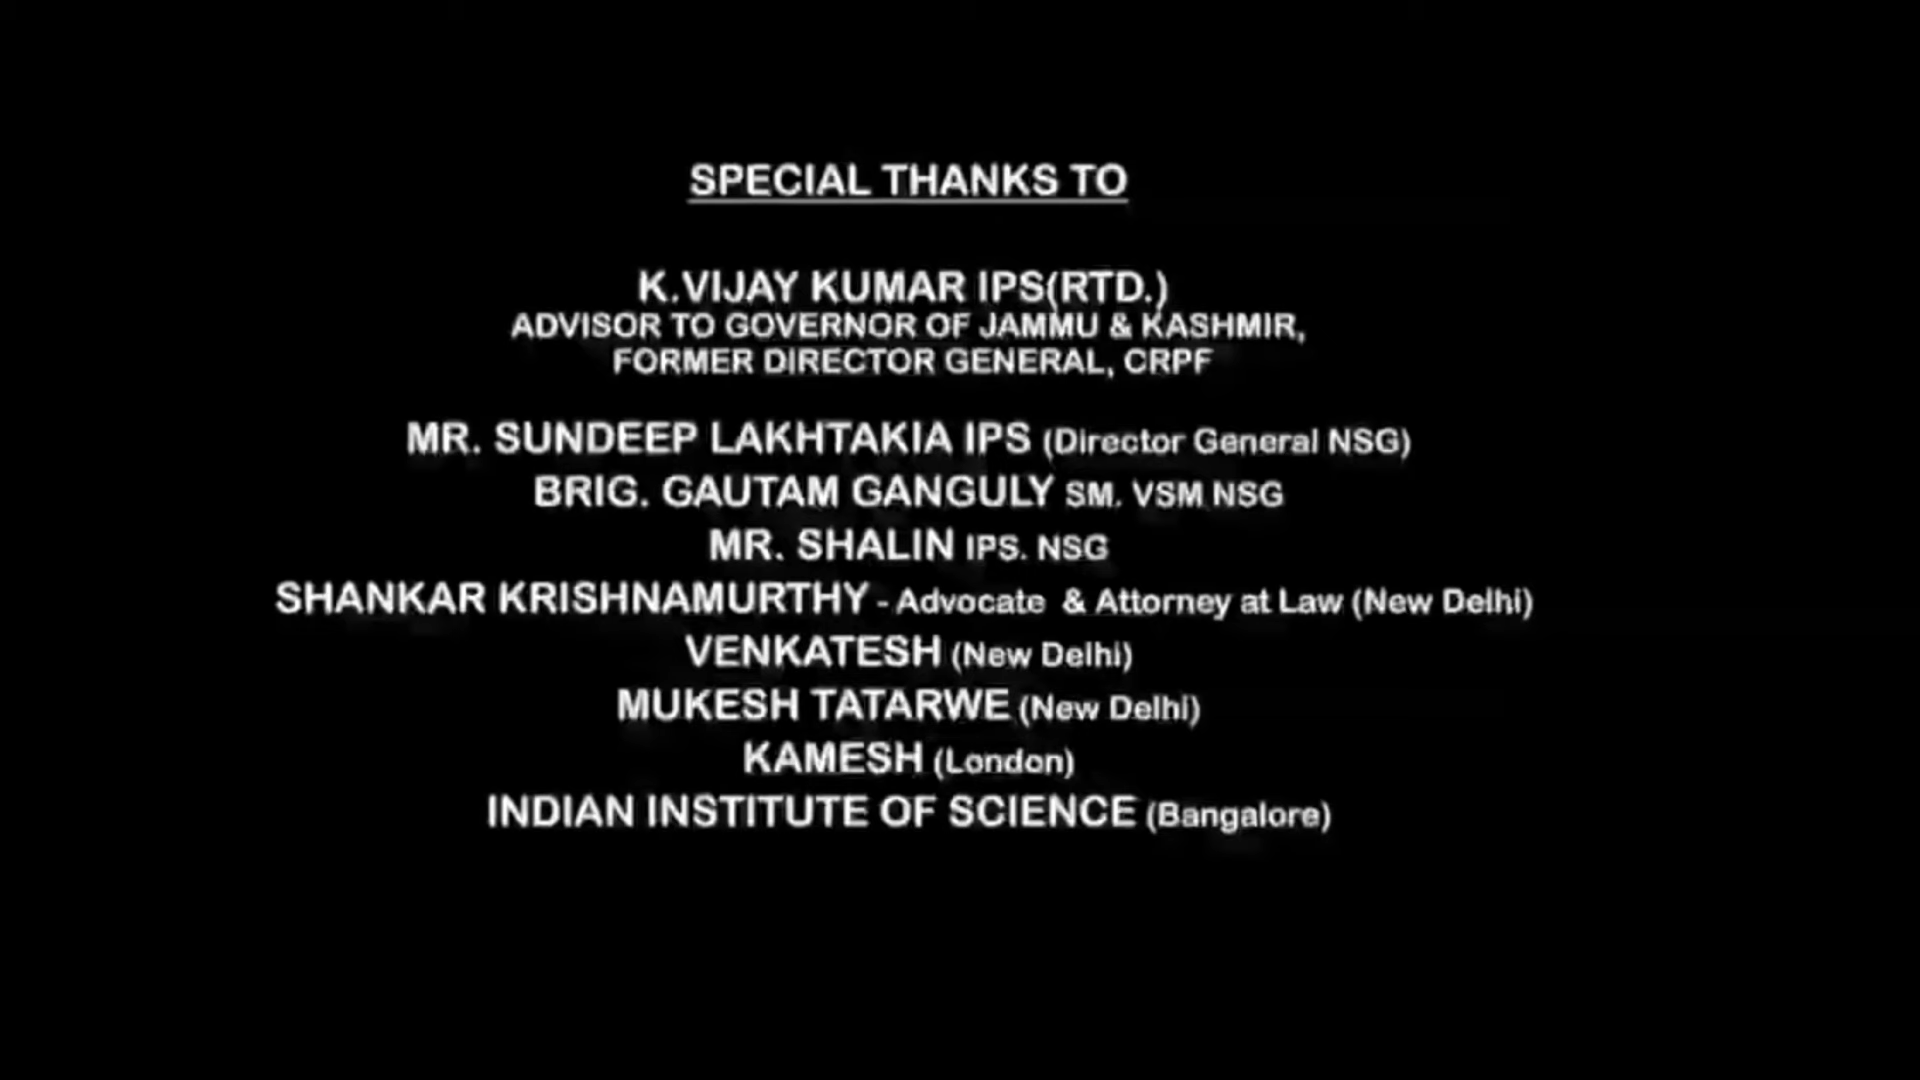 SPECIAL THANKS TO
K.VIJAY KUMAR IPS(RTD.)
ADVISOR TO GOVERNOR OF JAMMU & KASHMIR,
FORMER DIRECTOR GENERAL, CRPF
MR. SUNDEEP LAKHTAKIA IPS (Director General NSG)
BRIG. GAUTAM GANGULY SM. VSM NSG
MR. SHALIN IPS. NSG
SHANKAR KRISHNAMURTHY - Advocate & Attorney at Law (New Delhi)
VENKATESH (New Delhi)
MUKESH TATARWE (New Delhi)
KAMESH (London)
INDIAN INSTITUTE OF SCIENCE (Bangalore)